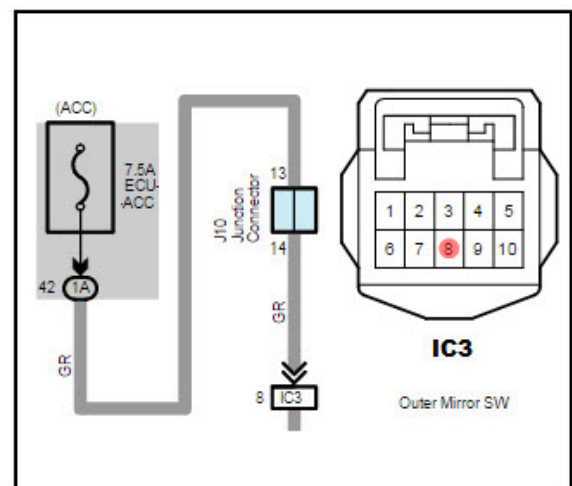 (ACC)
7.5A
ECU-
-ACC
42 1A
GR
13
J10
Junction
Connector
14
GR
8 IC3
1 2 3 4 5
6 7 8 9 10
IC3
Outer Mirror SW